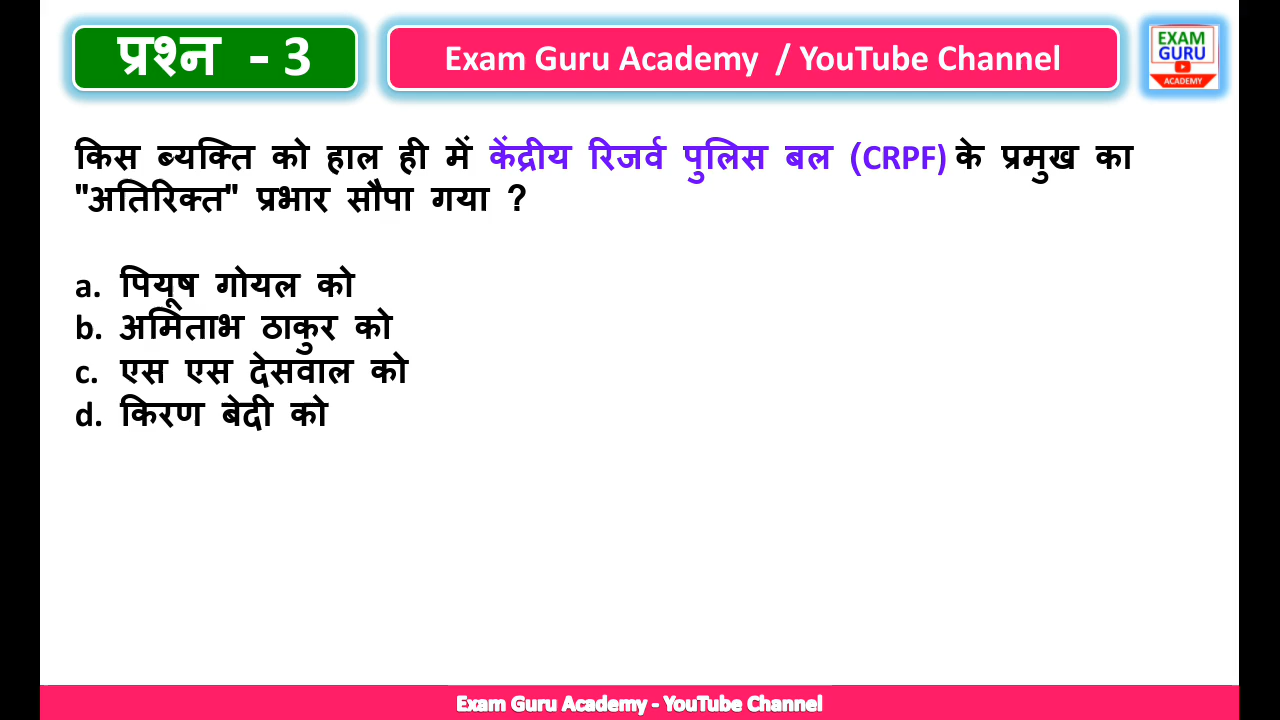 प्रश्न - 3
Exam Guru Academy / YouTube Channel
EXAM
GURU
ACADEMY
किस ब्यक्ति को हाल ही में केंद्रीय रिजर्व पुलिस बल (CRPF) के प्रमुख का
"अतिरिक्त" प्रभार सौपा गया ?
a. पियूष गोयल को
b. अमिताभ ठाकुर को
c. एस एस देसवाल को
d. किरण बेदी को
Exam Guru Academy - YouTube Channel